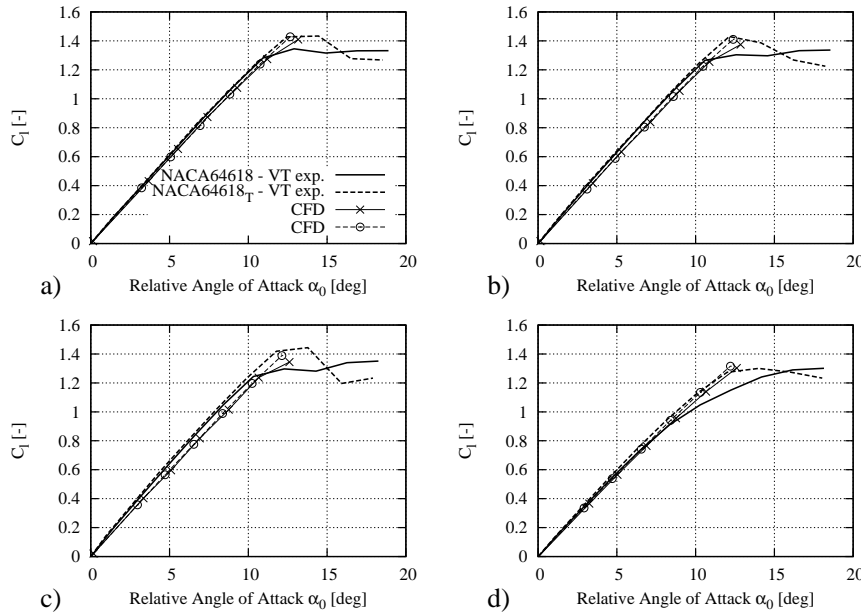 1.6
1.4
1.2
1
0.8
0.6
0.4
0.2
0
C_l [-]
NACA64618 - VT exp.
NACA64618_T - VT exp.
CFD
CFD
0 5 10 15 20
a) Relative Angle of Attack α_0 [deg]
1.6
1.4
1.2
1
0.8
0.6
0.4
0.2
0
C_l [-]
0 5 10 15 20
b) Relative Angle of Attack α_0 [deg]
1.6
1.4
1.2
1
0.8
0.6
0.4
0.2
0
C_l [-]
0 5 10 15 20
c) Relative Angle of Attack α_0 [deg]
1.6
1.4
1.2
1
0.8
0.6
0.4
0.2
0
C_l [-]
0 5 10 15 20
d) Relative Angle of Attack α_0 [deg]